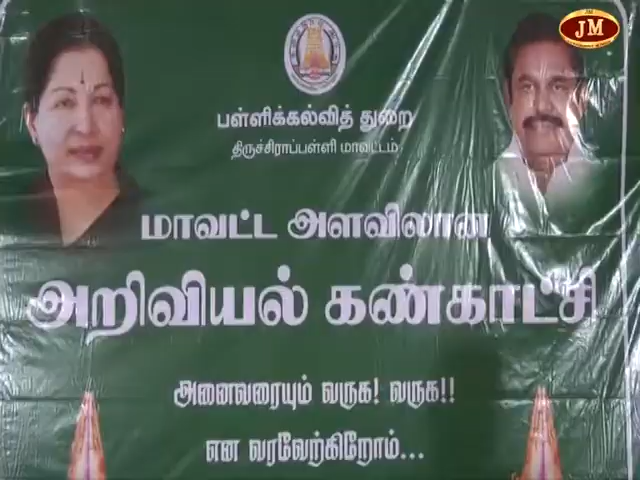 JM
பள்ளிக்கல்வித் துறை
திருச்சிராப்பள்ளி மாவட்டம்
மாவட்ட அளவிலான
அறிவியல் கண்காட்சி
அனைவரையும் வருக! வருக!!
என வரவேற்கிறோம்...